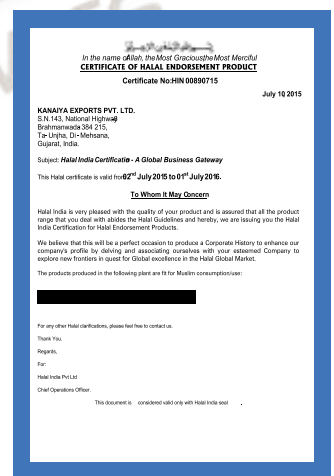 In the name of Allah, the Most Gracious the Most Merciful
CERTIFICATE OF HALAL ENDORSEMENT PRODUCT
Certificate No:HIN 00890715
July 10 2015
KANAIYA EXPORTS PVT. LTD.
S.N.143, National Highway
Brahmanwada 384 215,
Ta- Unjha, Di- Mehsana,
Gujarat, India.
Subject: Halal India Certification - A Global Business Gateway
This Halal certificate is valid for 02nd July 2015 to 01st July 2016.
To Whom It May Concern
Halal India is very pleased with the quality of your product and is assured that all the product
range that you deal with abides the Halal Guidelines and hereby, we are issuing you the Halal
India Certification for Halal Endorsement Products.
We believe that this will be a perfect occasion to produce a Corporate History to enhance our
company's profile by delving and associating ourselves with your esteemed Company to
explore new frontiers in quest for Global excellence in the Halal Global Market.
The products produced in the following plant are fit for Muslim consumption/use:
For any other Halal clarifications, please feel free to contact us.
Thank You.
Regards,
For:
Halal India Pvt Ltd
Chief Operations Officer.
This document is considered valid only with Halal India seal .